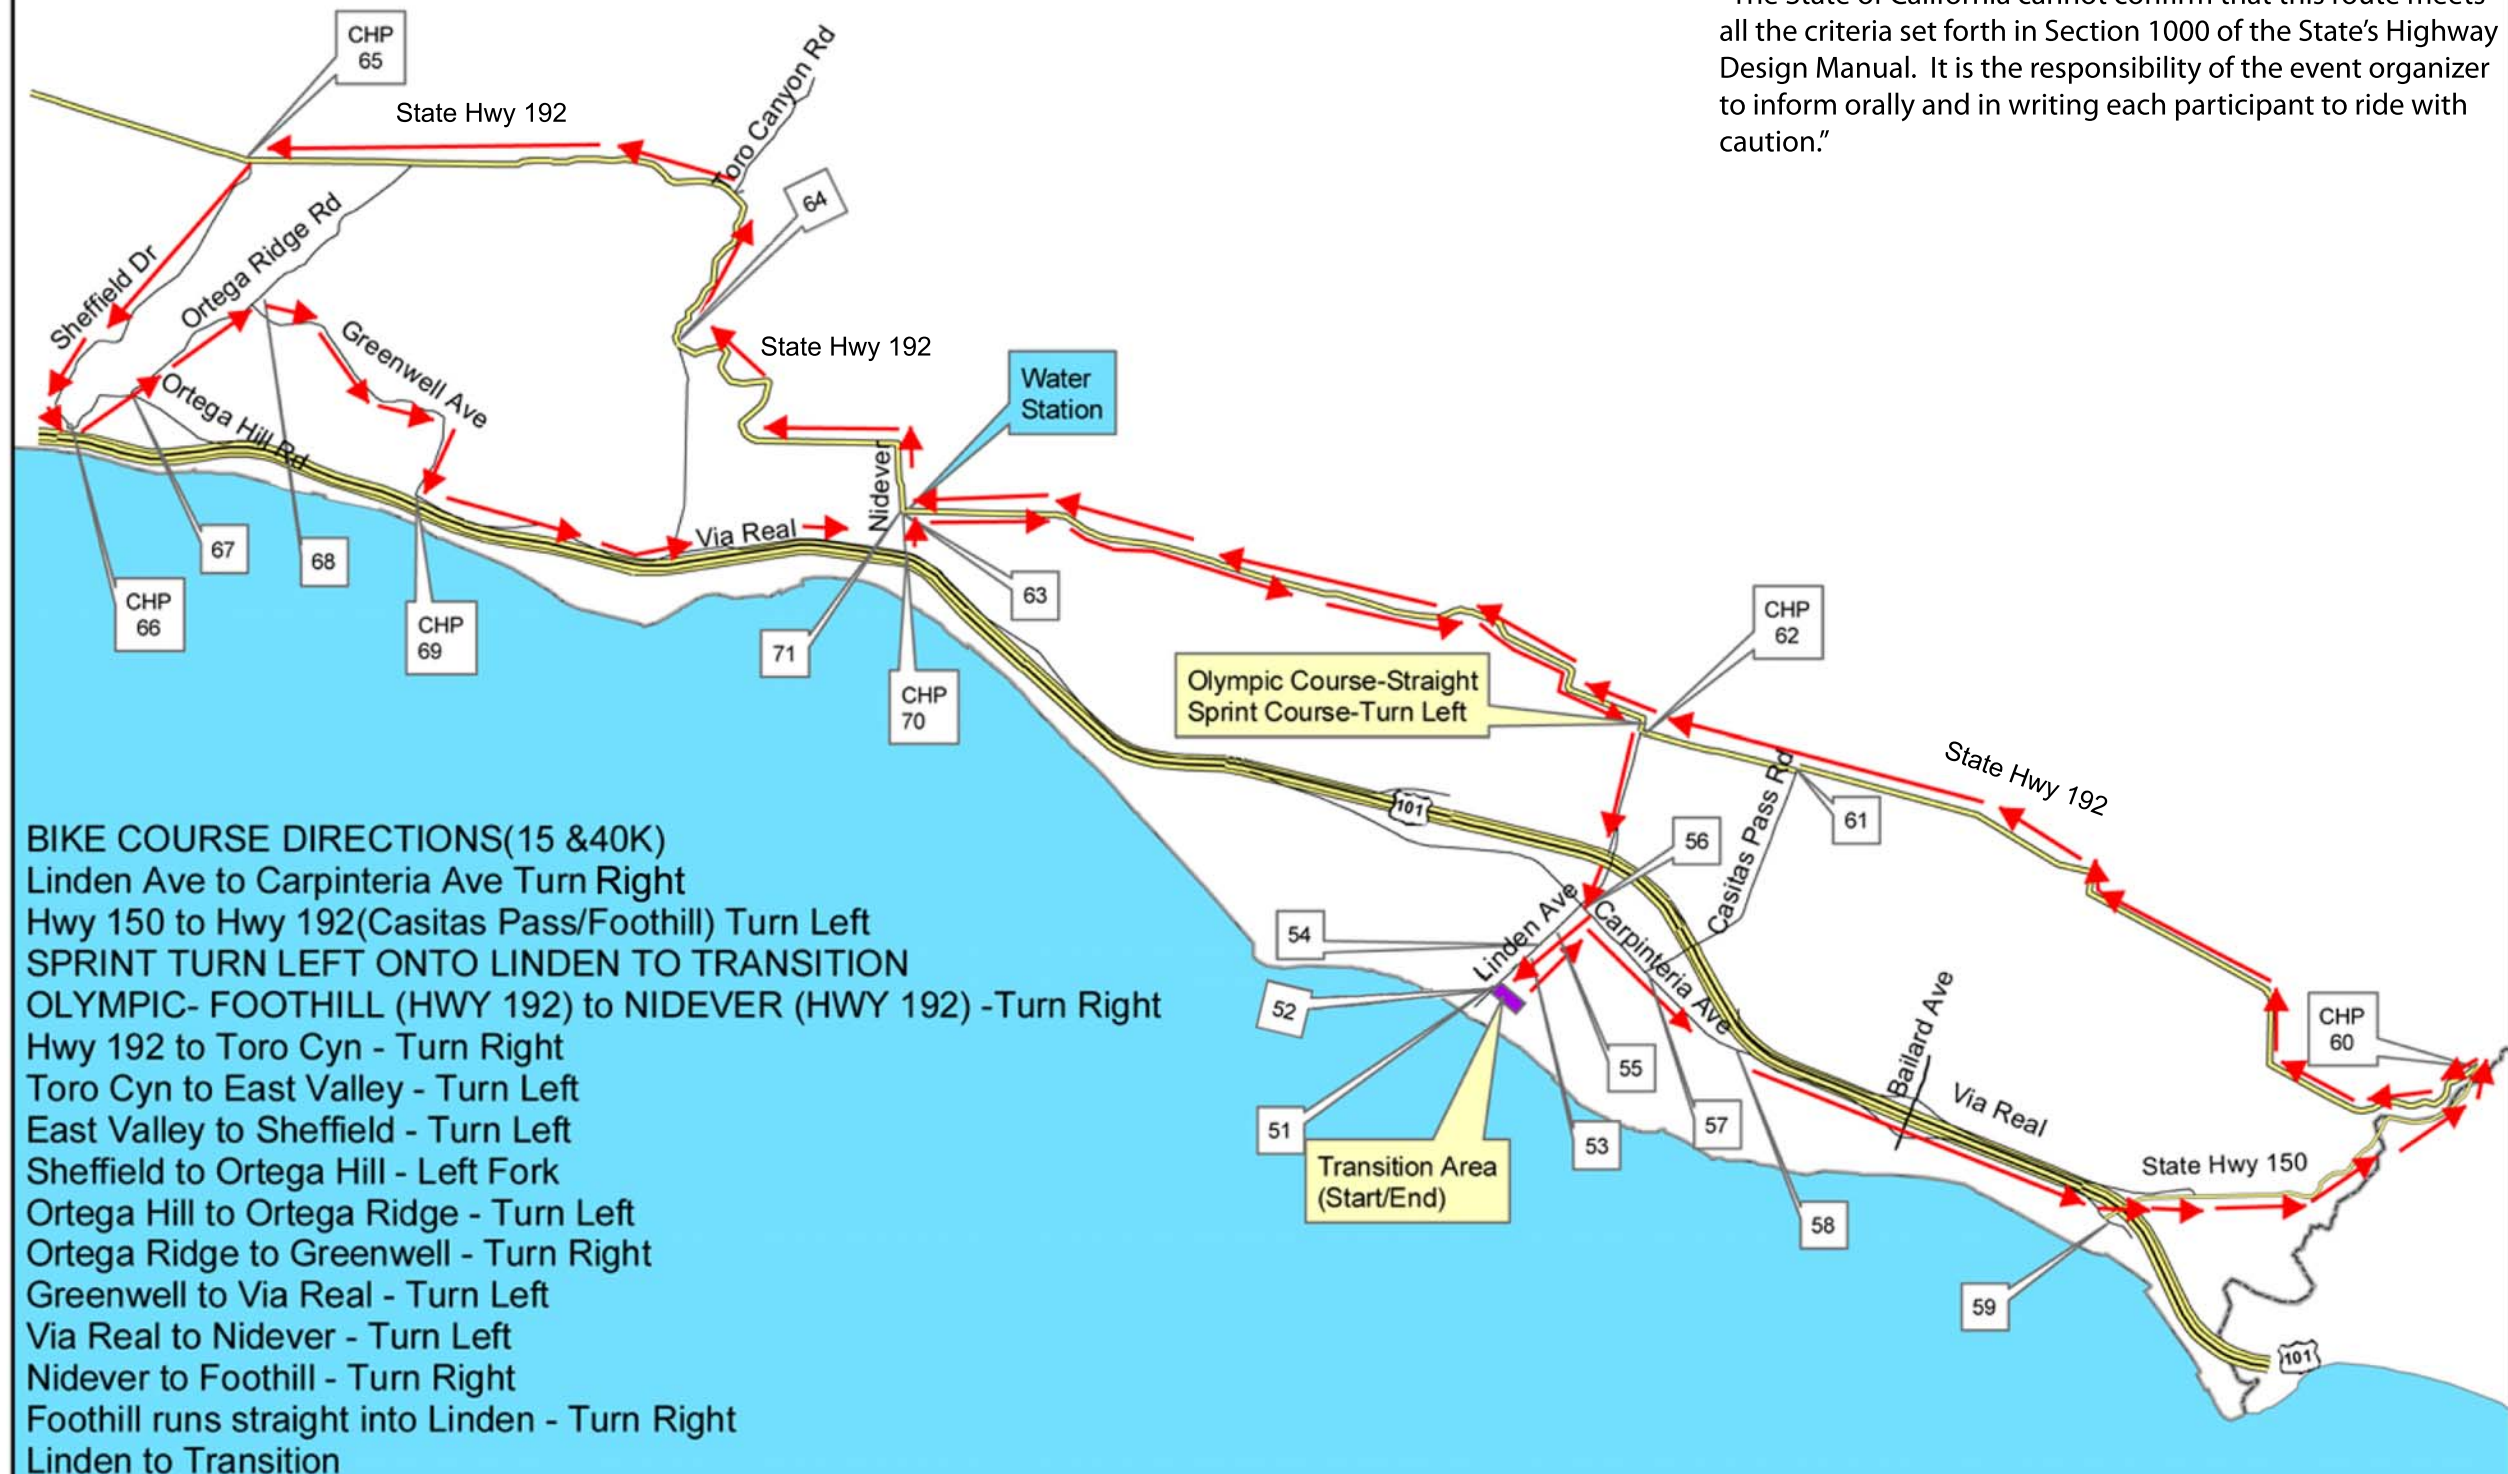 "The State of California cannot confirm that this route meets
all the criteria set forth in Section 1000 of the State's Highway
Design Manual.  It is the responsibility of the event organizer
to inform orally and in writing each participant to ride with
caution."
CHP
65
State Hwy 192
Toro Canyon Rd
64
Sheffield Dr
Ortega Ridge Rd
Greenwell Ave
Ortega Hill Rd
State Hwy 192
Water
Station
Nidever
Via Real
67
68
CHP
66
CHP
69
71
CHP
70
63
CHP
62
Olympic Course-Straight
Sprint Course-Turn Left
State Hwy 192
101
Casitas Pass Rd
61
56
54
Linden Ave
Carpinteria Ave
52
51
55
53
57
Transition Area
(Start/End)
Bailard Ave
Via Real
CHP
60
State Hwy 150
58
59
101
BIKE COURSE DIRECTIONS(15 &40K)
Linden Ave to Carpinteria Ave Turn Right
Hwy 150 to Hwy 192(Casitas Pass/Foothill) Turn Left
SPRINT TURN LEFT ONTO LINDEN TO TRANSITION
OLYMPIC- FOOTHILL (HWY 192) to NIDEVER (HWY 192) -Turn Right
Hwy 192 to Toro Cyn - Turn Right
Toro Cyn to East Valley - Turn Left
East Valley to Sheffield - Turn Left
Sheffield to Ortega Hill - Left Fork
Ortega Hill to Ortega Ridge - Turn Left
Ortega Ridge to Greenwell - Turn Right
Greenwell to Via Real - Turn Left
Via Real to Nidever - Turn Left
Nidever to Foothill - Turn Right
Foothill runs straight into Linden - Turn Right
Linden to Transition